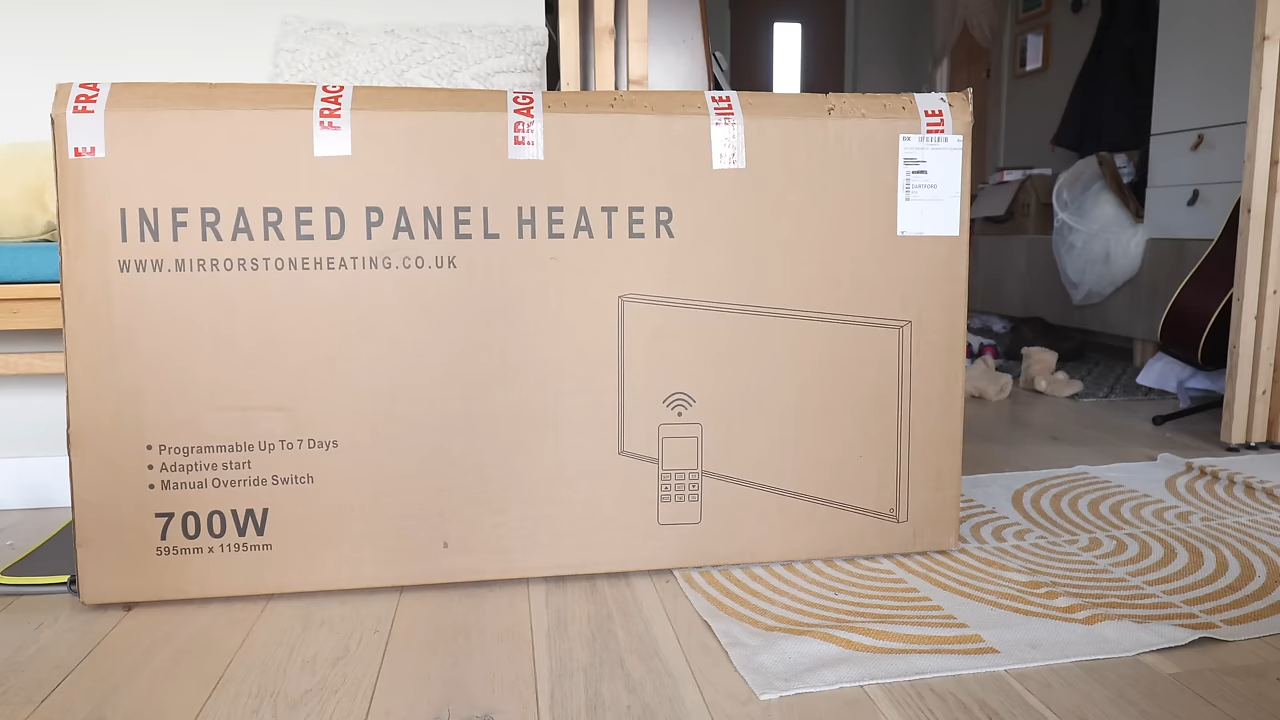 E FRA
FRAG
FRAGI
ILE
ILE
DX
DARTFORD
INFRARED PANEL HEATER
WWW.MIRRORSTONEHEATING.CO.UK
• Programmable Up To 7 Days
• Adaptive start
• Manual Override Switch
700W
595mm x 1195mm